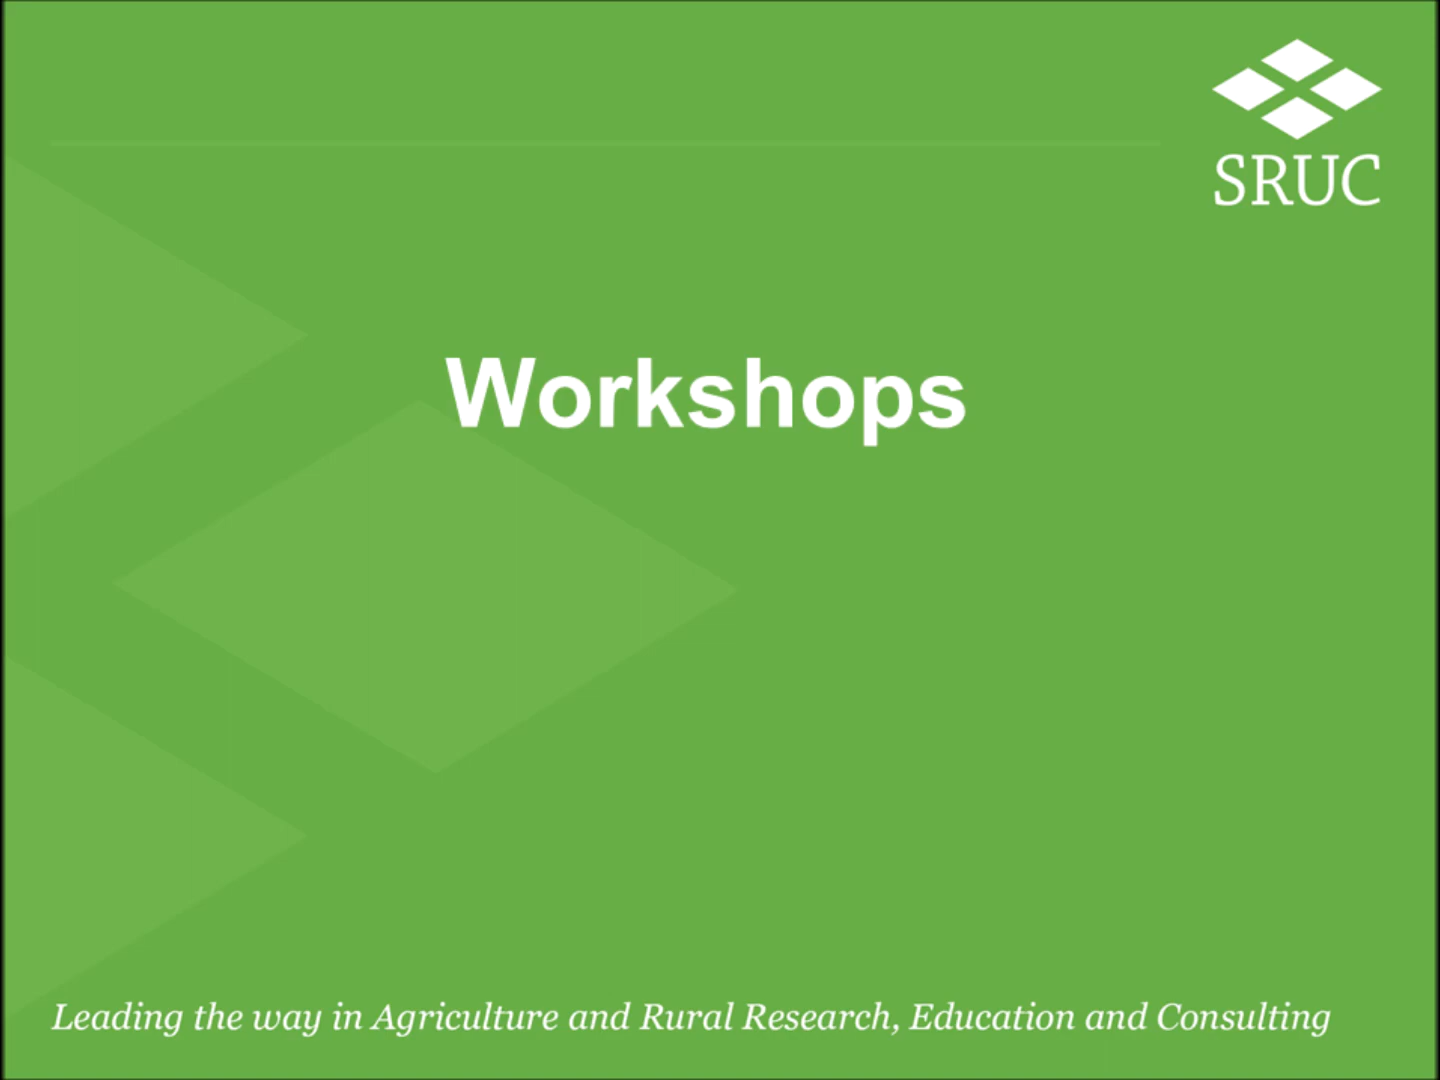 SRUC
Workshops
Leading the way in Agriculture and Rural Research, Education and Consulting